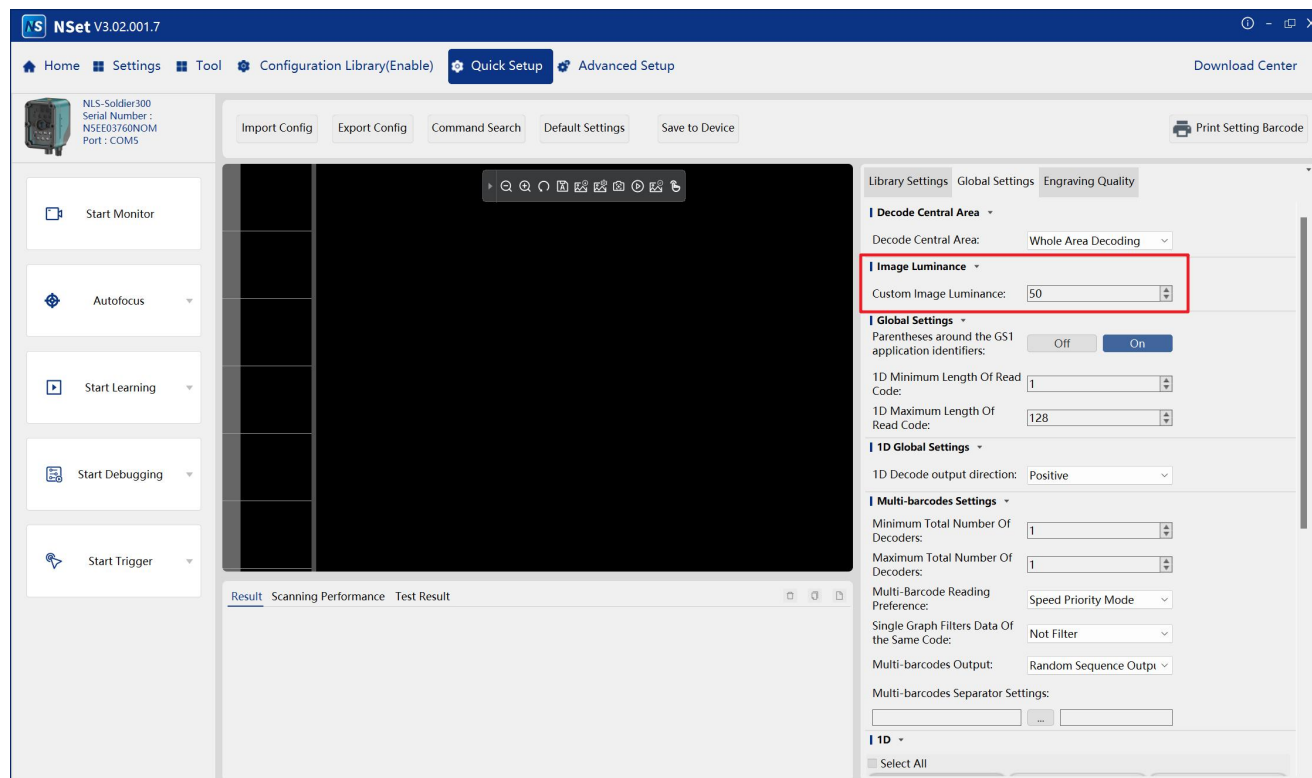 NS NSet V3.02.001.7
Home Settings Tool Configuration Library(Enable) Quick Setup Advanced Setup Download Center
NLS-Soldier300
Serial Number :
N5EE03760NOM
Port : COM5
Import Config Export Config Command Search Default Settings Save to Device Print Setting Barcode
Start Monitor
Autofocus
Start Learning
Start Debugging
Start Trigger
Result Scanning Performance Test Result
Library Settings Global Settings Engraving Quality
Decode Central Area
Decode Central Area: Whole Area Decoding
Image Luminance
Custom Image Luminance: 50
Global Settings
Parentheses around the GS1
application identifiers: Off On
1D Minimum Length Of Read
Code: 1
1D Maximum Length Of
Read Code: 128
1D Global Settings
1D Decode output direction: Positive
Multi-barcodes Settings
Minimum Total Number Of
Decoders: 1
Maximum Total Number Of
Decoders: 1
Multi-Barcode Reading
Preference: Speed Priority Mode
Single Graph Filters Data Of
the Same Code: Not Filter
Multi-barcodes Output: Random Sequence Outpu
Multi-barcodes Separator Settings:
...
1D
Select All